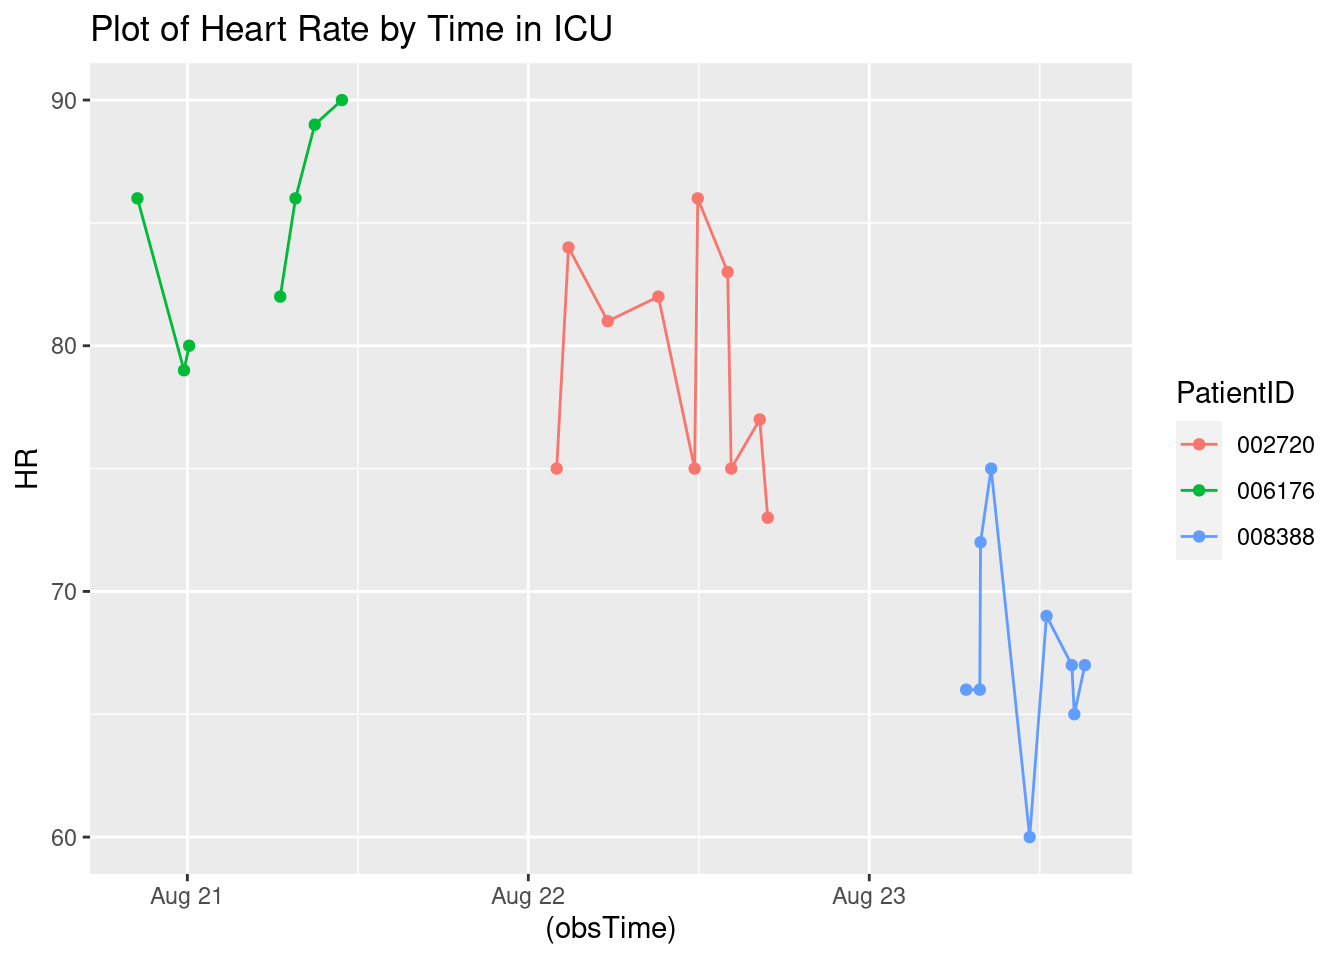 Plot of Heart Rate by Time in ICU
90
80
70
60
HR
Aug 21
Aug 22
Aug 23
(obsTime)
PatientID
002720
006176
008388